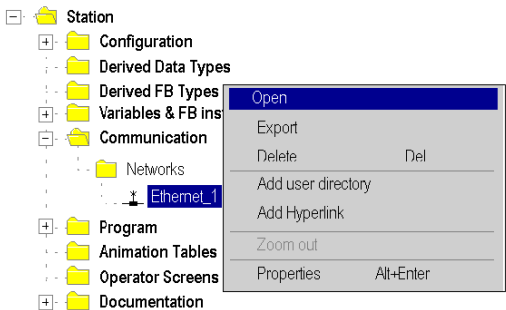 Station
Configuration
Derived Data Types
Derived FB Types
Variables & FB ins
Communication
Networks
Ethernet_1
Program
Animation Tables
Operator Screens
Documentation
Open
Export
Delete Del
Add user directory
Add Hyperlink
Zoom out
Properties Alt+Enter